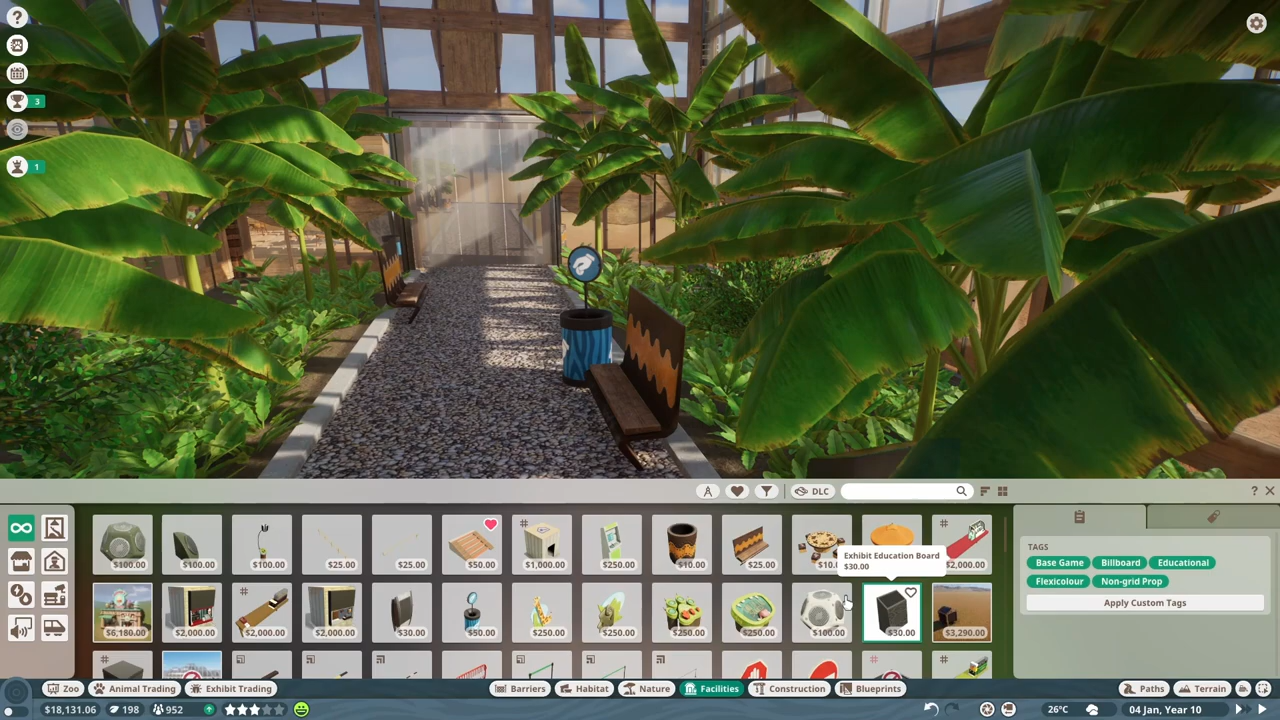 ?
3
1
DLC
? ×
$100.00 $100.00 $100.00 $25.00 $25.00 $50.00 $1,000.00 $250.00 $10.00 $25.00 $2,000.00
Exhibit Education Board
$30.00
$6,180.00 $2,000.00 $2,000.00 $2,000.00 $30.00 $50.00 $250.00 $250.00 $250.00 $250.00 $100.00 $30.00 $3,290.00
TAGS
Base Game Billboard Educational
Flexicolour Non-grid Prop
Apply Custom Tags
Zoo Animal Trading Exhibit Trading Barriers Habitat Nature Facilities Construction Blueprints Paths Terrain
$18,131.06 198 952 26°C 04 Jan, Year 10